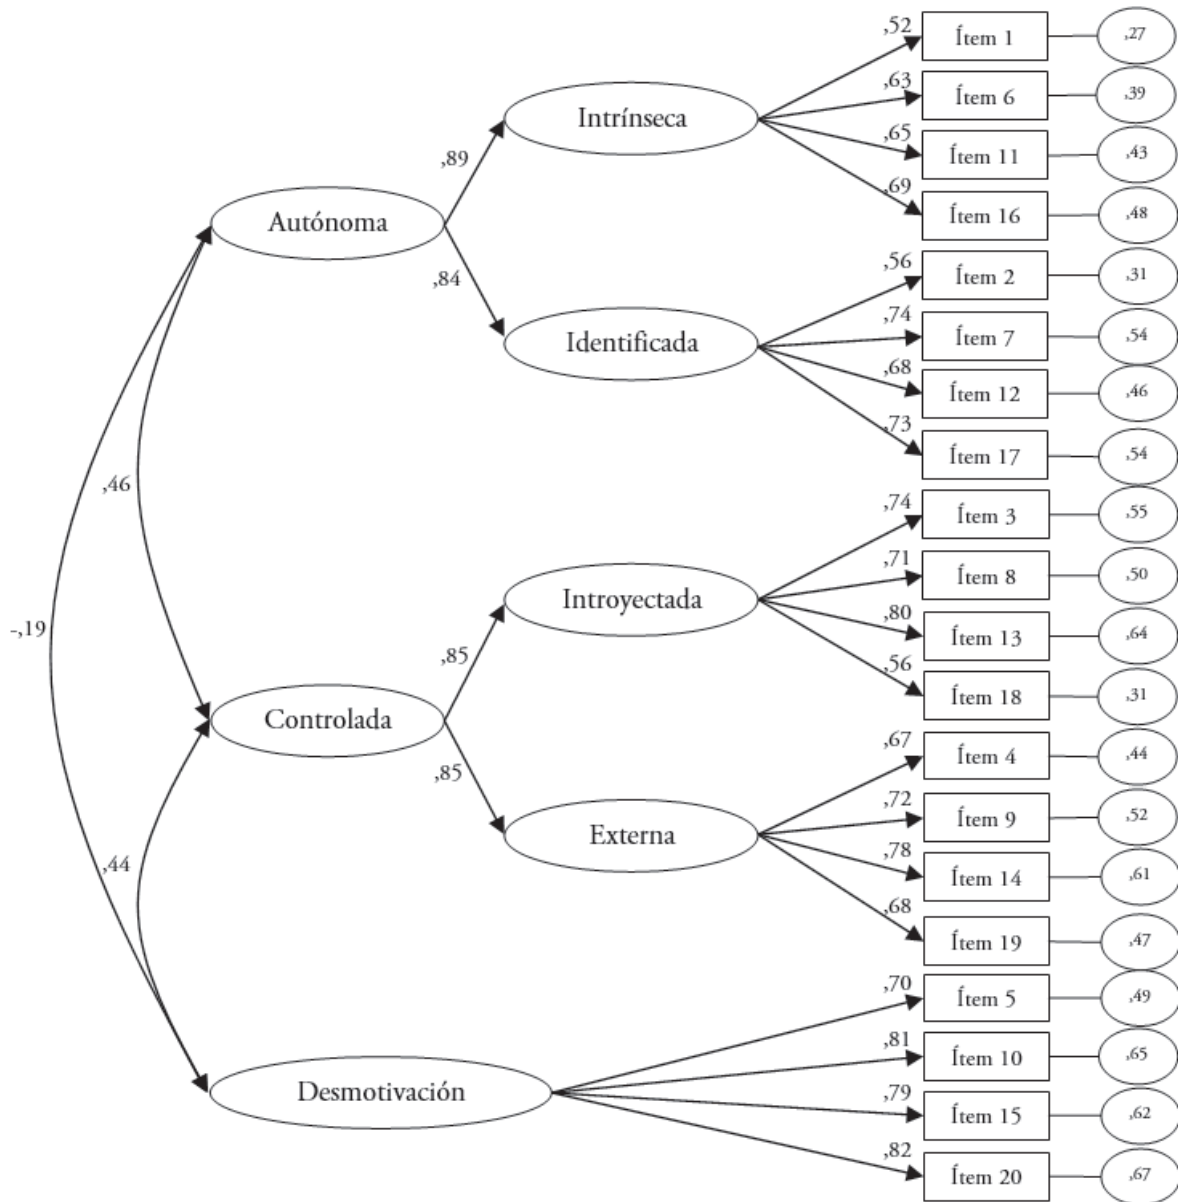 ,52
Ítem 1
,27
,63
Ítem 6
,39
Intrínseca
,65
Ítem 11
,43
,89
,69
Ítem 16
,48
Autónoma
,84
,56
Ítem 2
,31
,74
Ítem 7
,54
Identificada
,68
Ítem 12
,46
,73
Ítem 17
,54
,46
,74
Ítem 3
,55
,71
Ítem 8
,50
Introyectada
,80
Ítem 13
,64
-,19
,85
,56
Ítem 18
,31
Controlada
,85
,67
Ítem 4
,44
,72
Ítem 9
,52
Externa
,78
Ítem 14
,61
,44
,68
Ítem 19
,47
,70
Ítem 5
,49
,81
Ítem 10
,65
Desmotivación
,79
Ítem 15
,62
,82
Ítem 20
,67